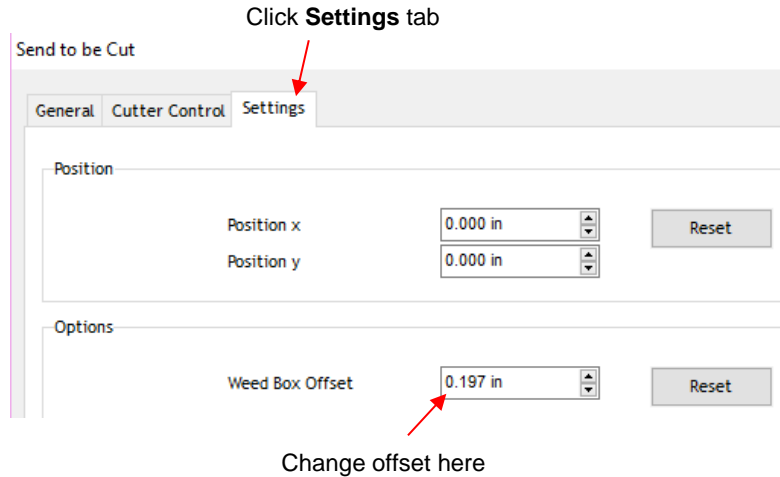 Click Settings tab
Send to be Cut
General Cutter Control Settings
Position
Position x 0.000 in Reset
Position y 0.000 in
Options
Weed Box Offset 0.197 in Reset
Change offset here